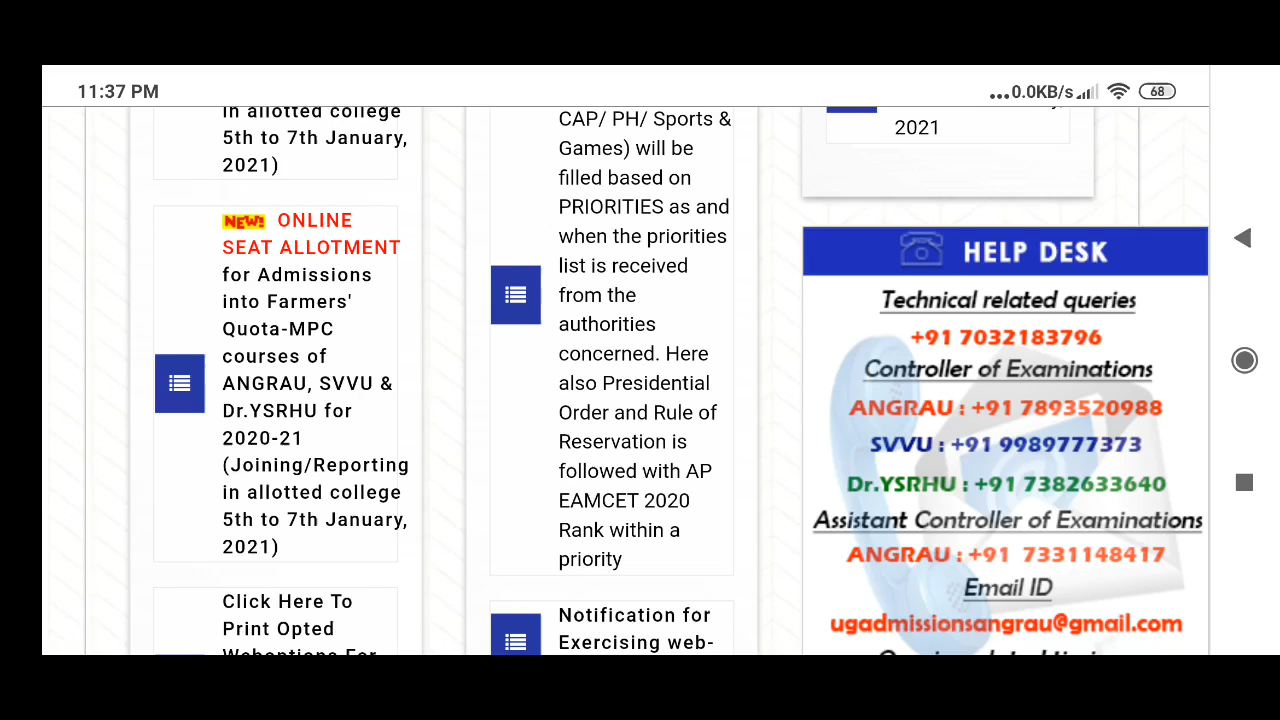 11:37 PM
...0.0KB/s
68
in allotted college
5th to 7th January,
2021)
NEW! ONLINE
SEAT ALLOTMENT
for Admissions
into Farmers'
Quota-MPC
courses of
ANGRAU, SVVU &
Dr.YSRHU for
2020-21
(Joining/Reporting
in allotted college
5th to 7th January,
2021)
Click Here To
Print Opted
Weboptions For
CAP/ PH/ Sports &
Games) will be
filled based on
PRIORITIES as and
when the priorities
list is received
from the
authorities
concerned. Here
also Presidential
Order and Rule of
Reservation is
followed with AP
EAMCET 2020
Rank within a
priority
Notification for
Exercising web-
2021
HELP DESK
Technical related queries
+91 7032183796
Controller of Examinations
ANGRAU : +91 7893520988
SVVU : +91 9989777373
Dr.YSRHU : +91 7382633640
Assistant Controller of Examinations
ANGRAU : +91 7331148417
Email ID
ugadmissionsangrau@gmail.com